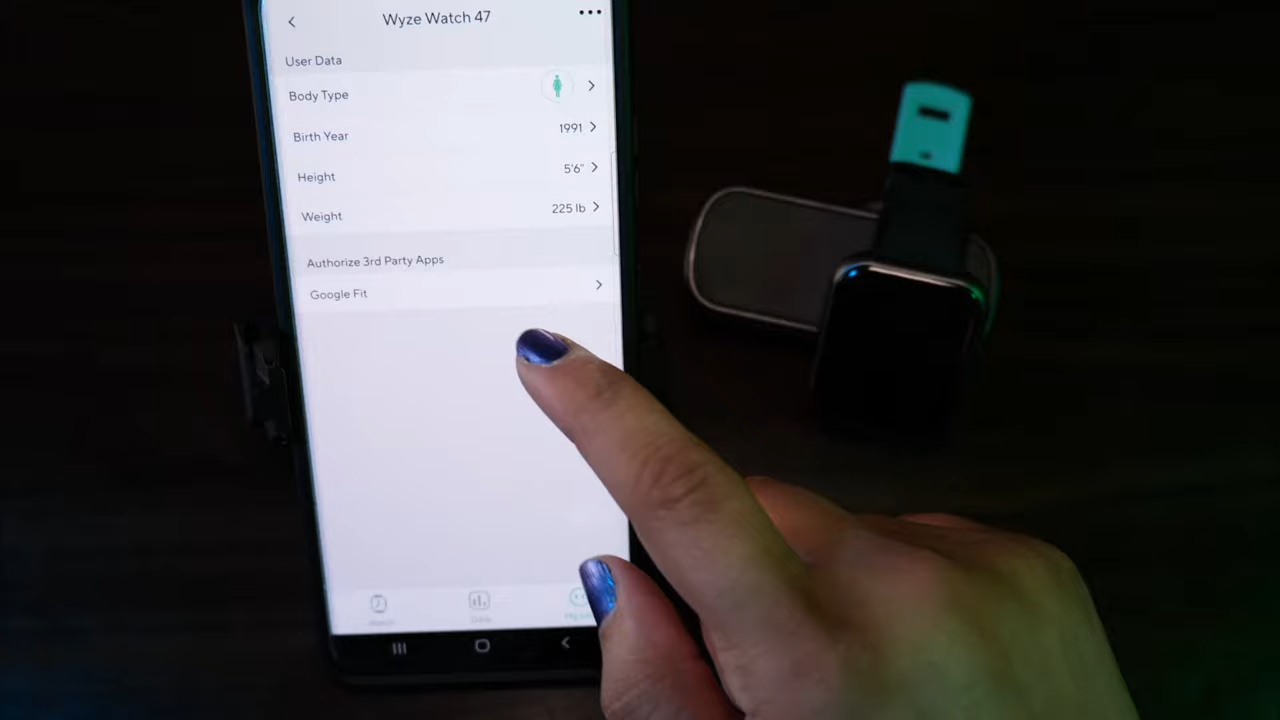 Wyze Watch 47
User Data
Body Type
Birth Year 1991
Height 5'6"
Weight 225 lb
Authorize 3rd Party Apps
Google Fit